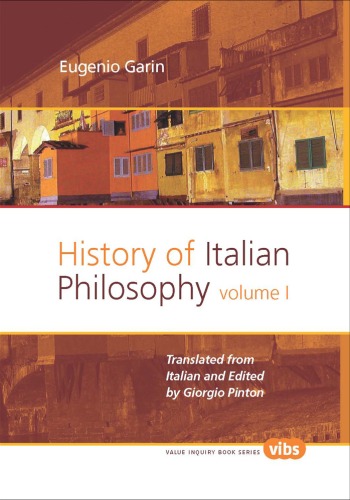 Eugenio Garin
History of Italian
Philosophy volume I
Translated from
Italian and Edited
by Giorgio Pinton
VALUE INQUIRY BOOK SERIES
vibs